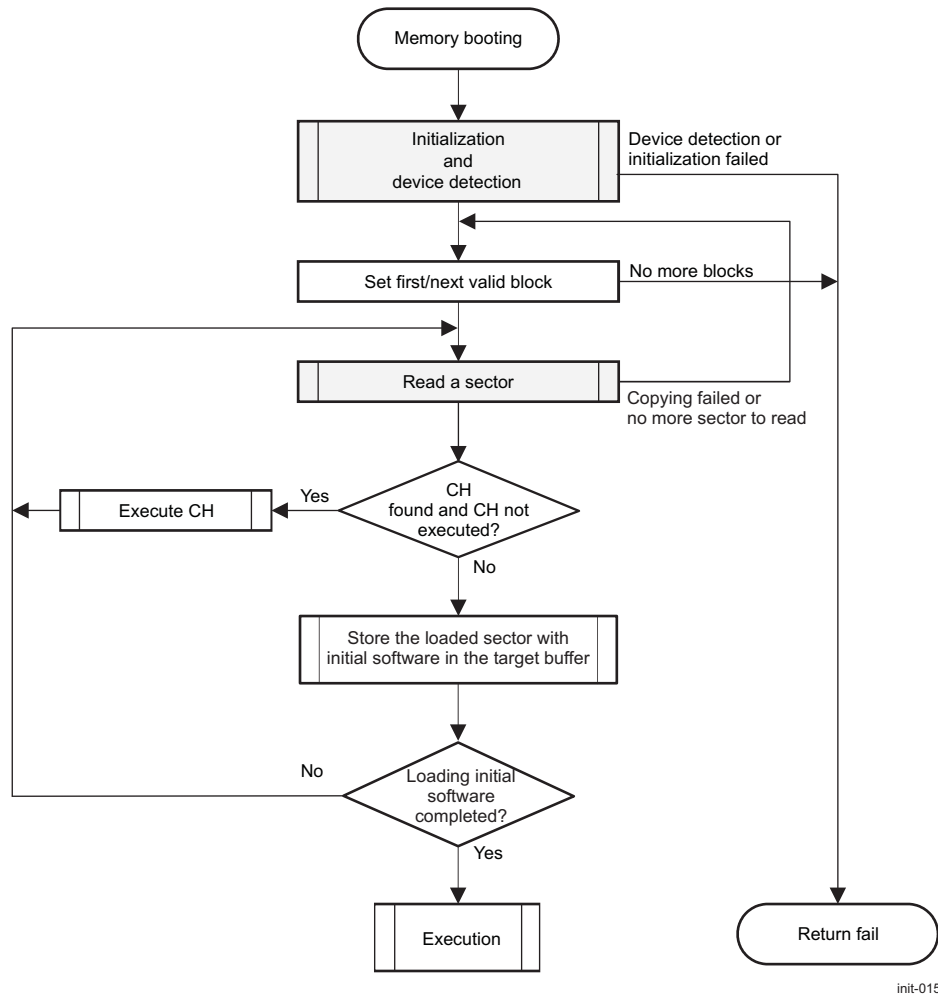 Memory booting
Initialization
and
device detection
Device detection or
initialization failed
Set first/next valid block
No more blocks
Read a sector
Copying failed or
no more sector to read
CH
found and CH not
executed?
Yes
Execute CH
No
Store the loaded sector with
initial software in the target buffer
Loading initial
software
completed?
No
Yes
Execution
Return fail
init-015